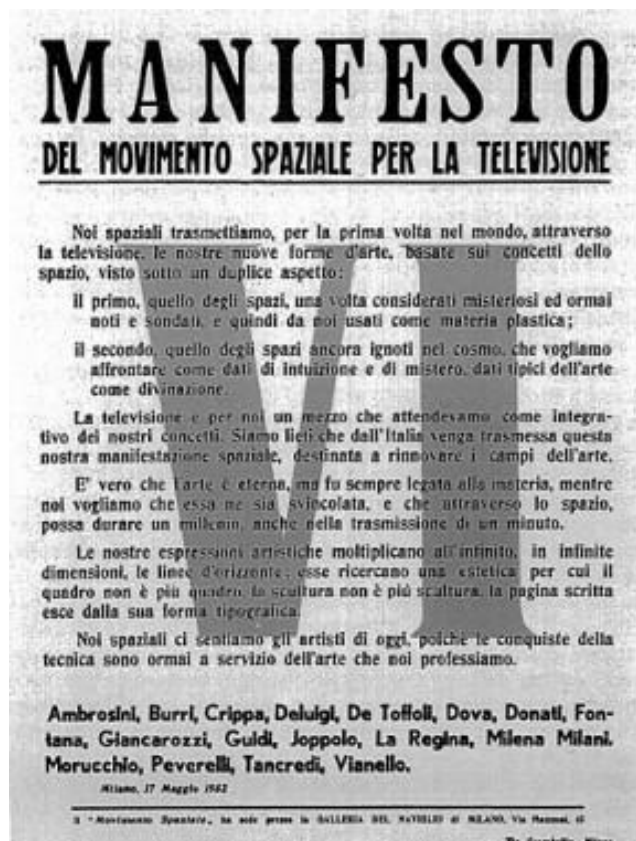 MANIFESTO
DEL MOVIMENTO SPAZIALE PER LA TELEVISIONE
Noi spaziali trasmettiamo, per la prima volta nel mondo, attraverso
la televisione, le nostre nuove forme d'arte, basate sui concetti dello
spazio, visto sotto un duplice aspetto:
il primo, quello degli spazi, una volta considerati misteriosi ed ormai
noti e sondati, e quindi da noi usati come materia plastica;
il secondo, quello degli spazi ancora ignoti nel cosmo, che vogliamo
affrontare come dati di intuizione e di mistero, dati tipici dell'arte
come divinazione.
La televisione e per noi un mezzo che attendevamo come integra-
tivo dei nostri concetti. Siamo lieti che dall'Italia venga trasmessa questa
nostra manifestazione spaziale, destinata a rinnovare i campi dell'arte.
E' vero che l'arte è eterna, ma fu sempre legata alla materia, mentre
noi vogliamo che essa ne sia svincolata, e che attraverso lo spazio,
possa durare un millenio, anche nella trasmissione di un minuto.
Le nostre espressioni artistiche moltiplicano all'infinito, in infinite
dimensioni, le linee d'orizzonte: esse ricercano una estetica per cui il
quadro non è più quadro, la scultura non è più scultura, la pagina scritta
esce dalla sua forma tipografica.
Noi spaziali ci sentiamo gli artisti di oggi, poichè le conquiste della
tecnica sono ormai a servizio dell'arte che noi professiamo.
VI
Ambrosini, Burri, Crippa, Deluigi, De Toffoli, Dova, Donati, Fon-
tana, Giancarozzi, Guidi, Joppolo, La Regina, Milena Milani.
Morucchio, Peverelli, Tancredi, Vianello.
Milano, 17 Maggio 1952
Il "Movimento Spaziale" ha sede presso la GALLERIA DEL NAVIGLIO di MILANO, Via Manzoni, 45